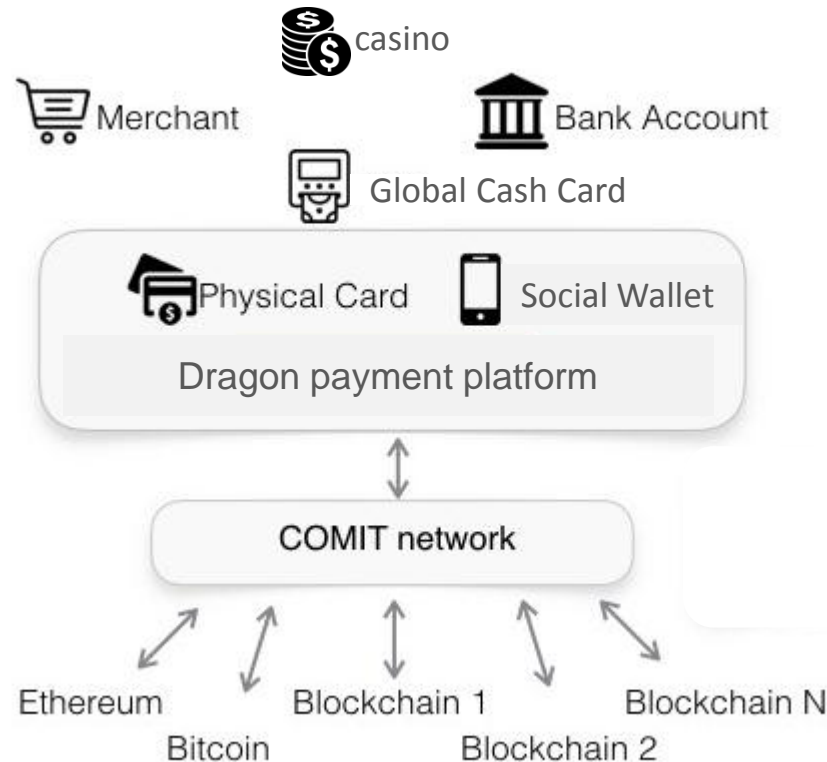 casino
Merchant
Bank Account
Global Cash Card
Physical Card
Social Wallet
Dragon payment platform
COMIT network
Ethereum
Blockchain 1
Blockchain N
Bitcoin
Blockchain 2